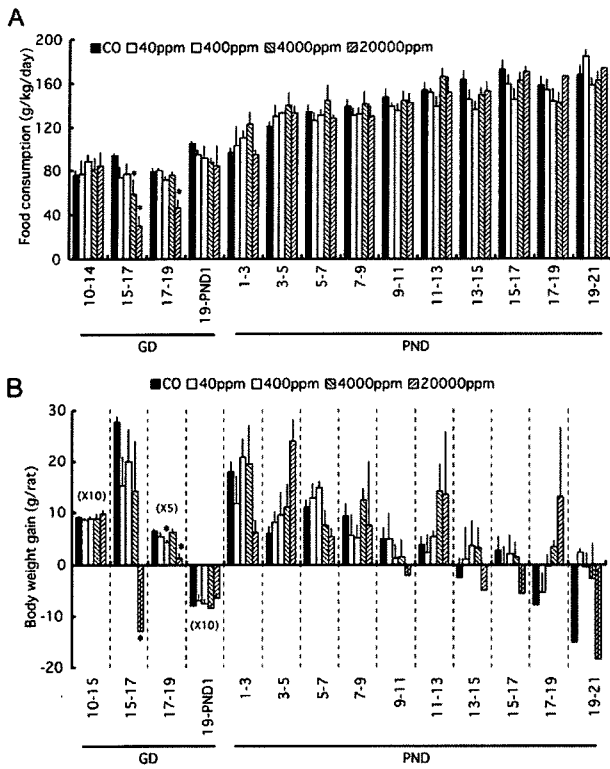 A
CO 40ppm 400ppm 4000ppm 20000ppm
Food consumption (g/kg/day)
200
160
120
80
40
0
* * *
10-14 15-17 17-19 19-PND1 1-3 3-5 5-7 7-9 9-11 11-13 13-15 15-17 17-19 19-21
GD PND
B
CO 40ppm 400ppm 4000ppm 20000ppm
Body weight gain (g/rat)
30
20
10
0
-10
-20
(X10) (X5)
* *
(X10)
*
10-15 15-17 17-19 19-PND1 1-3 3-5 5-7 7-9 9-11 11-13 13-15 15-17 17-19 19-21
GD PND